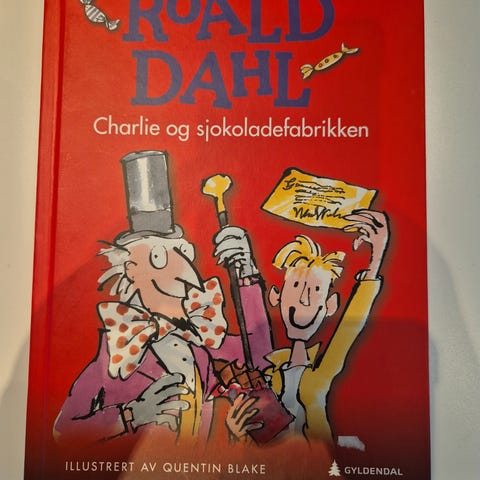 ROALD
DAHL
Charlie og sjokoladefabrikken
ILLUSTRERT AV QUENTIN BLAKE
GYLDENDAL